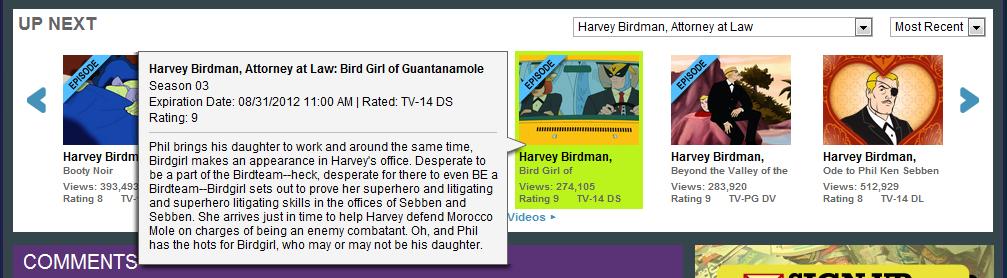 UP NEXT
Harvey Birdman, Attorney at Law
Most Recent
EPISODE
Harvey Birdm
Booty Noir
Views: 393,493
Rating 8 TV-
Harvey Birdman, Attorney at Law: Bird Girl of Guantanamole
Season 03
Expiration Date: 08/31/2012 11:00 AM | Rated: TV-14 DS
Rating: 9
Phil brings his daughter to work and around the same time,
Birdgirl makes an appearance in Harvey's office. Desperate to
be a part of the Birdteam--heck, desperate for there to even BE a
Birdteam--Birdgirl sets out to prove her superhero and litigating
and superhero litigating skills in the offices of Sebben and
Sebben. She arrives just in time to help Harvey defend Morocco
Mole on charges of being an enemy combatant. Oh, and Phil
has the hots for Birdgirl, who may or may not be his daughter.
EPISODE
Harvey Birdman,
Bird Girl of
Views: 274,105
Rating 9 TV-14 DS
EPISODE
Harvey Birdman,
Beyond the Valley of the
Views: 283,920
Rating 9 TV-PG DV
Harvey Birdman,
Ode to Phil Ken Sebben
Views: 512,929
Rating 8 TV-14 DL
Videos
COMMENTS
SIGN UP